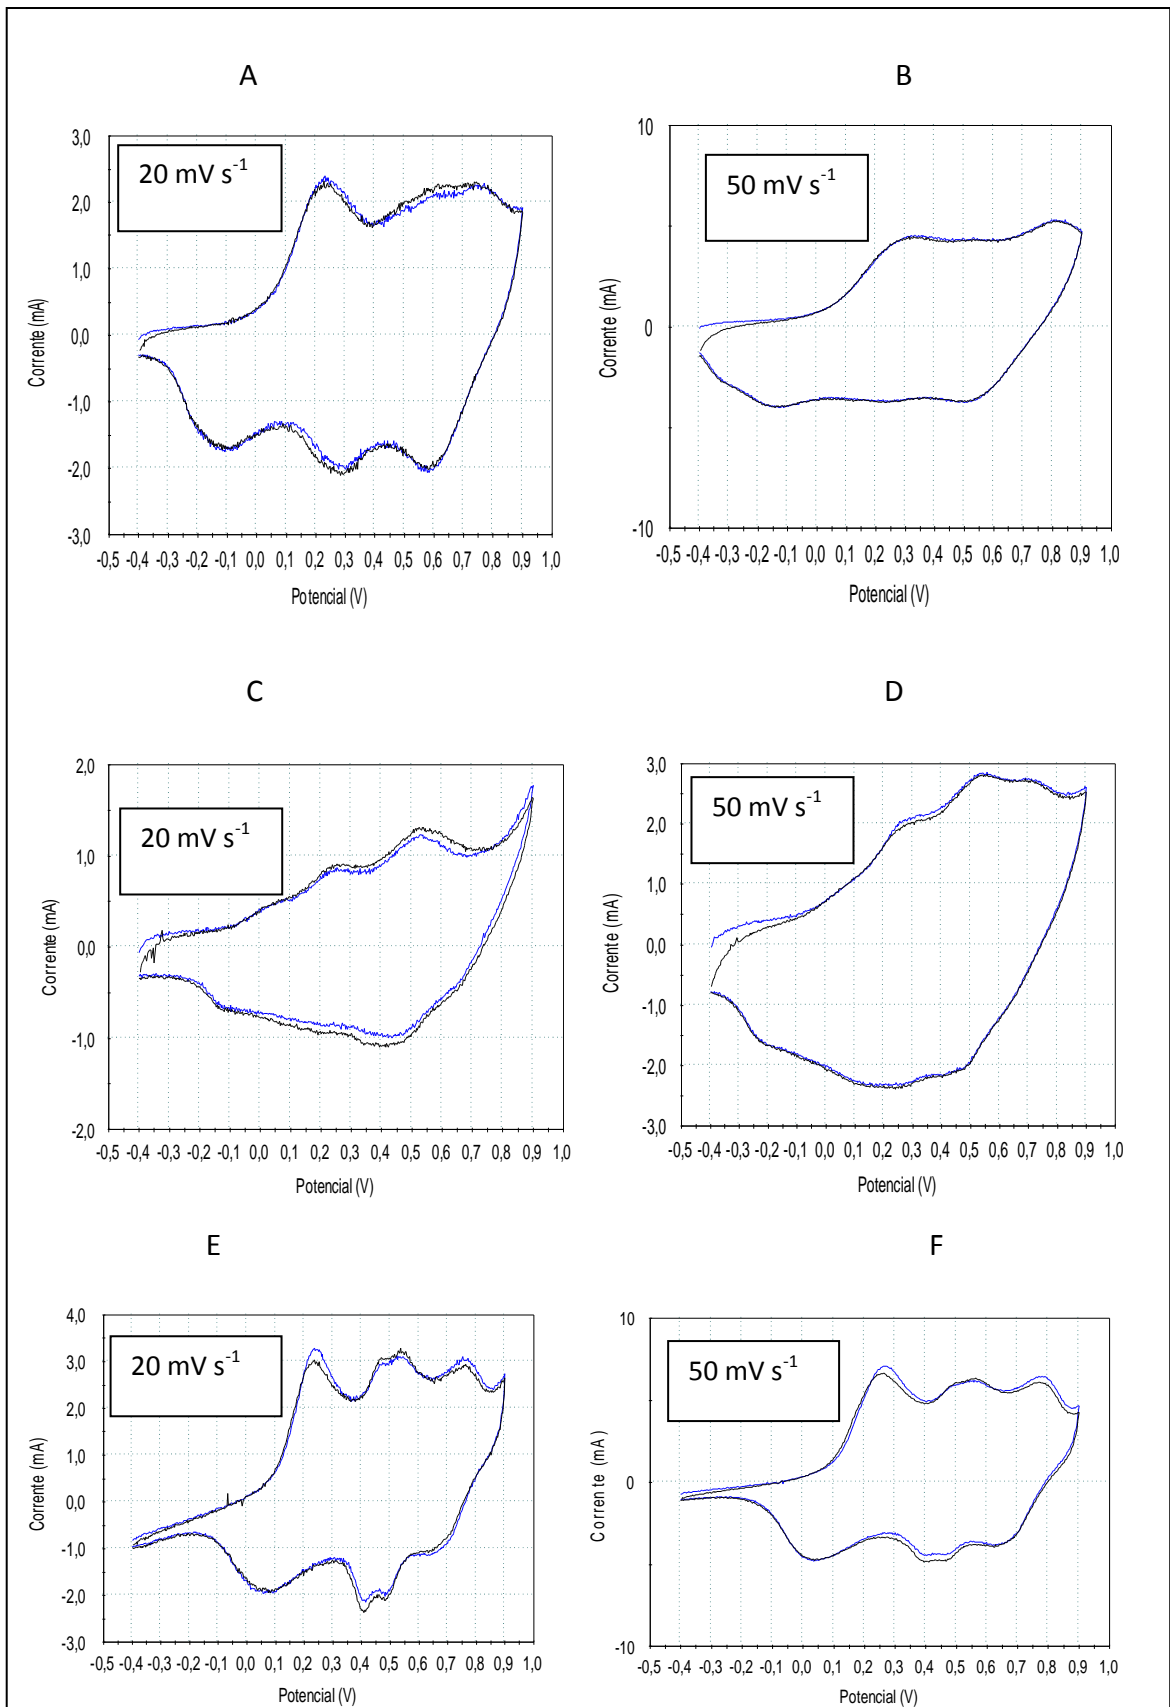 A
3,0
2,0
1,0
0,0
-1,0
-2,0
-3,0
Corrente (mA)
20 mV s⁻¹
-0,5 -0,4 -0,3 -0,2 -0,1 0,0 0,1 0,2 0,3 0,4 0,5 0,6 0,7 0,8 0,9 1,0
Potencial (V)
B
10
0
-10
Corrente (mA)
50 mV s⁻¹
-0,5 -0,4 -0,3 -0,2 -0,1 0,0 0,1 0,2 0,3 0,4 0,5 0,6 0,7 0,8 0,9 1,0
Potencial (V)
C
2,0
1,0
0,0
-1,0
-2,0
Corrente (mA)
20 mV s⁻¹
-0,5 -0,4 -0,3 -0,2 -0,1 0,0 0,1 0,2 0,3 0,4 0,5 0,6 0,7 0,8 0,9 1,0
Potencial (V)
D
3,0
2,0
1,0
0,0
-1,0
-2,0
-3,0
Corrente (mA)
50 mV s⁻¹
-0,5 -0,4 -0,3 -0,2 -0,1 0,0 0,1 0,2 0,3 0,4 0,5 0,6 0,7 0,8 0,9 1,0
Potencial (V)
E
4,0
3,0
2,0
1,0
0,0
-1,0
-2,0
-3,0
Corrente (mA)
20 mV s⁻¹
-0,5 -0,4 -0,3 -0,2 -0,1 0,0 0,1 0,2 0,3 0,4 0,5 0,6 0,7 0,8 0,9 1,0
Potencial (V)
F
10
0
-10
Corrente (mA)
50 mV s⁻¹
-0,5 -0,4 -0,3 -0,2 -0,1 0,0 0,1 0,2 0,3 0,4 0,5 0,6 0,7 0,8 0,9 1,0
Potencial (V)